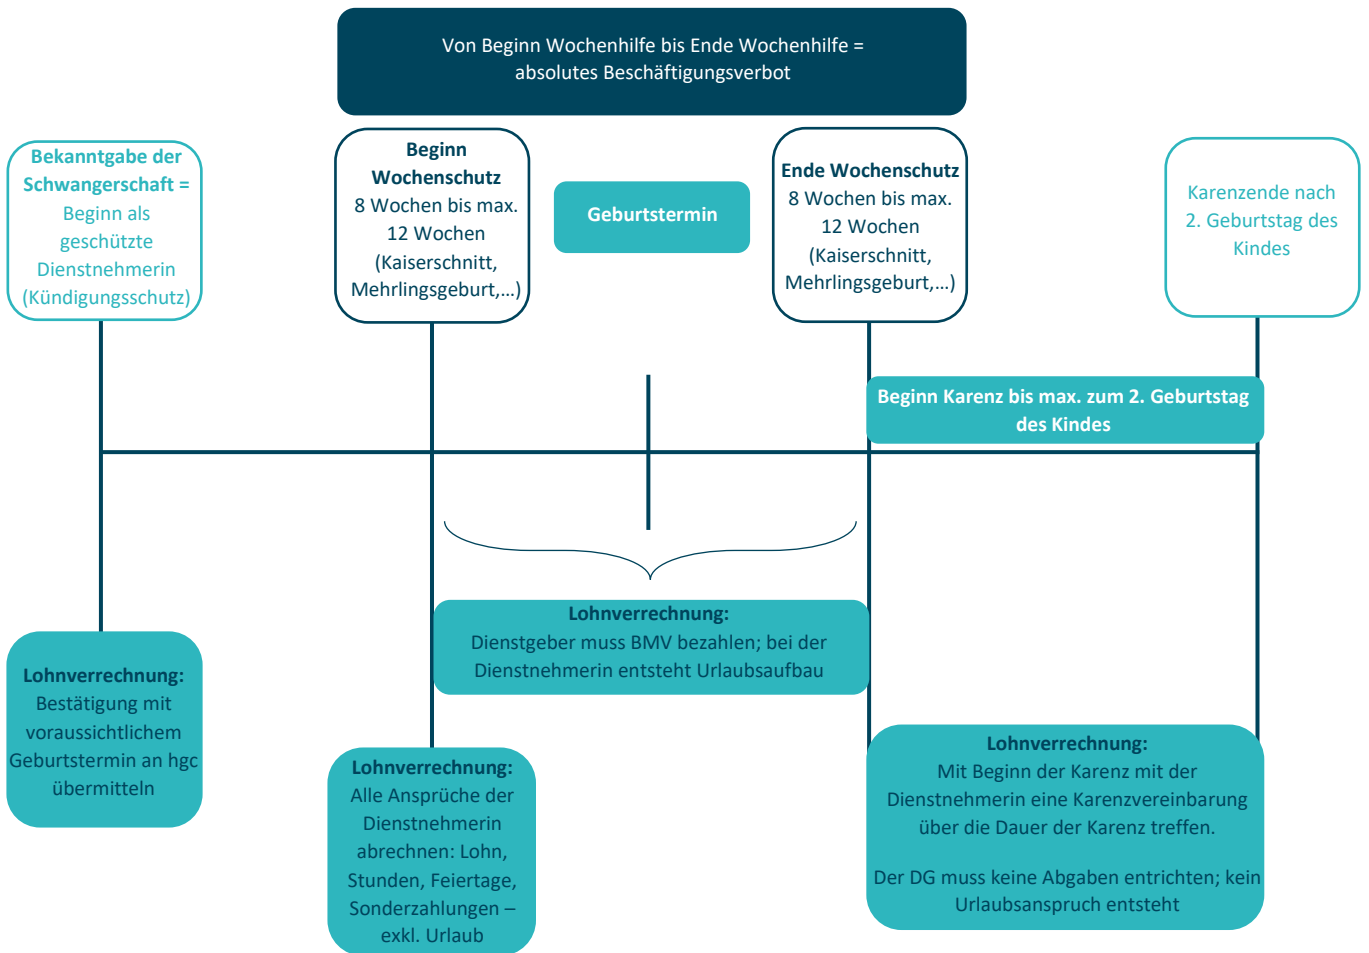 Von Beginn Wochenhilfe bis Ende Wochenhilfe =
absolutes Beschäftigungsverbot
Bekanntgabe der
Schwangerschaft =
Beginn als
geschützte
Dienstnehmerin
(Kündigungsschutz)
Beginn
Wochenschutz
8 Wochen bis max.
12 Wochen
(Kaiserschnitt,
Mehrlingsgeburt,…)
Geburtstermin
Ende Wochenschutz
8 Wochen bis max.
12 Wochen
(Kaiserschnitt,
Mehrlingsgeburt,…)
Karenzende nach
2. Geburtstag des
Kindes
Beginn Karenz bis max. zum 2. Geburtstag
des Kindes
Lohnverrechnung:
Dienstgeber muss BMV bezahlen; bei der
Dienstnehmerin entsteht Urlaubsaufbau
Lohnverrechnung:
Bestätigung mit
voraussichtlichem
Geburtstermin an hgc
übermitteln
Lohnverrechnung:
Alle Ansprüche der
Dienstnehmerin
abrechnen: Lohn,
Stunden, Feiertage,
Sonderzahlungen –
exkl. Urlaub
Lohnverrechnung:
Mit Beginn der Karenz mit der
Dienstnehmerin eine Karenzvereinbarung
über die Dauer der Karenz treffen.
Der DG muss keine Abgaben entrichten; kein
Urlaubsanspruch entsteht